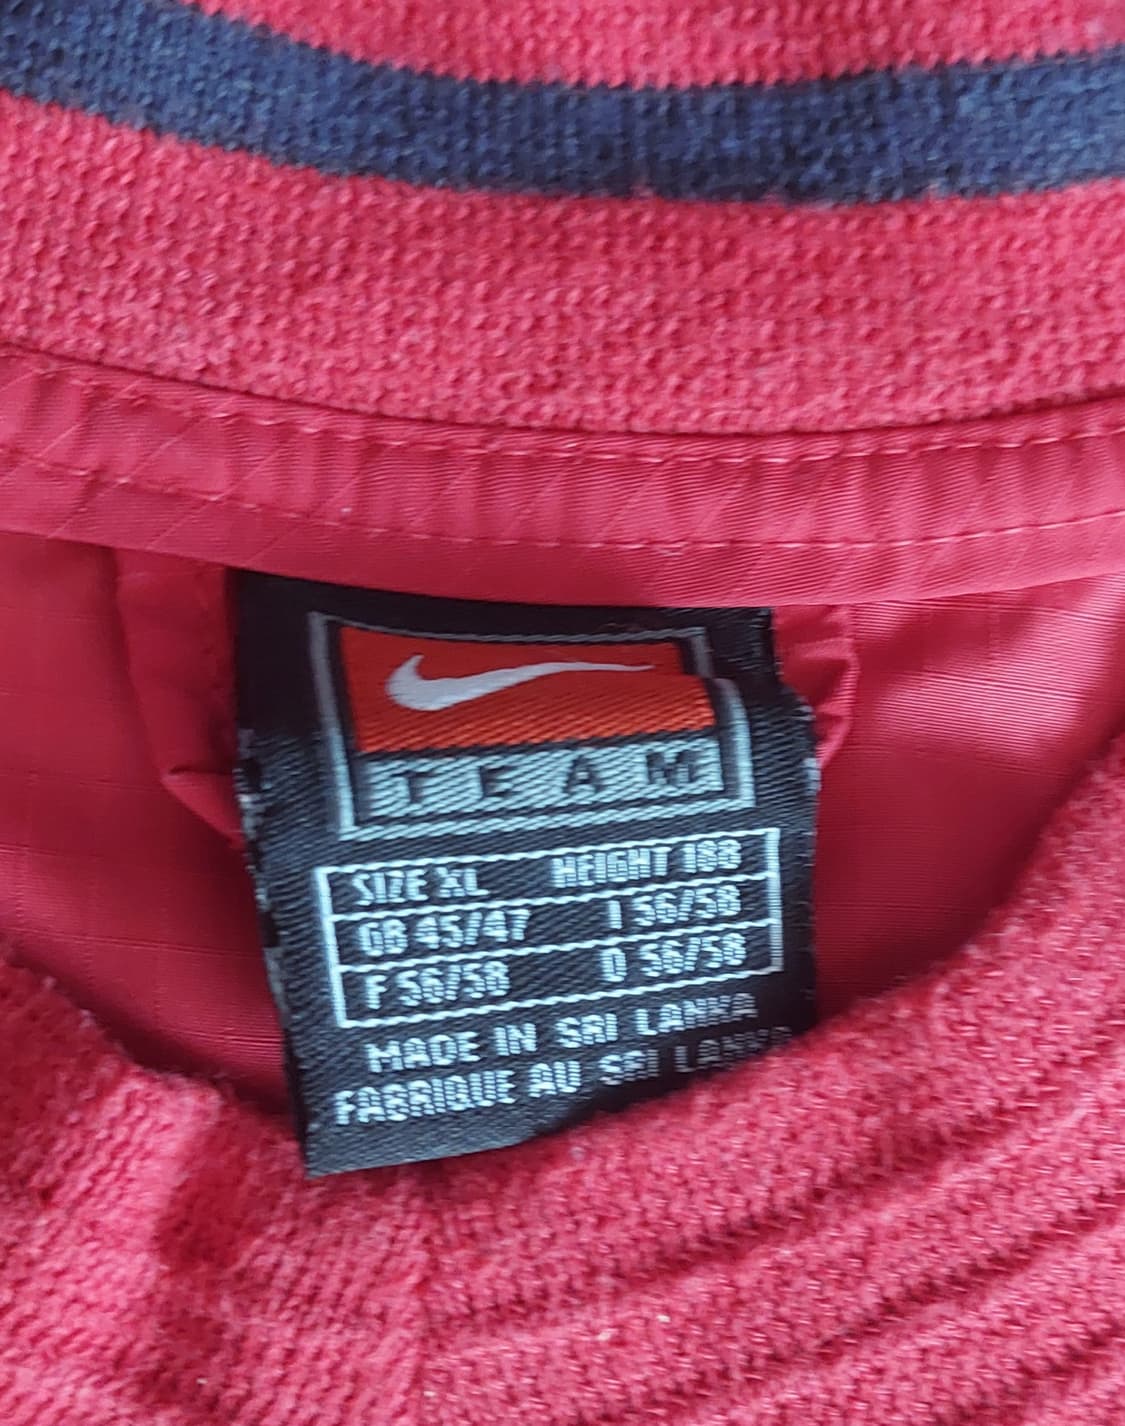 TEAM
SIZE XL HEIGHT 188
GB 45/47 I 56/58
F 56/58 D 56/58
MADE IN SRI LANKA
FABRIQUE AU SRI LANKA